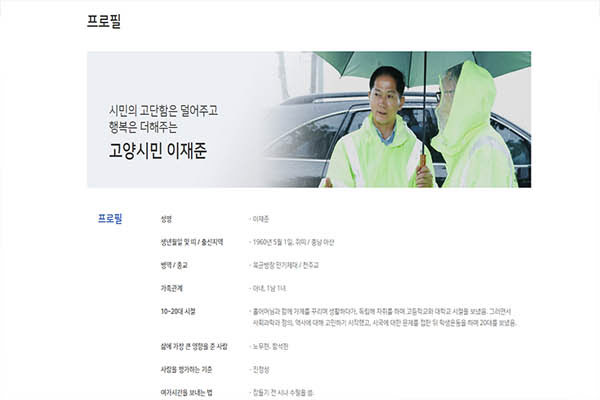 프로필
시민의 고단함은 덜어주고
행복은 더해주는
고양시민 이재준
프로필
성명 - 이재준
생년월일 및 띠 / 출신지역 - 1960년 5월 1일, 쥐띠 / 충남 아산
병역 / 종교 - 육군병장 만기제대 / 천주교
가족관계 - 아내, 1남 1녀
10~20대 시절 - 홀어머님과 함께 가계를 꾸리며 생활하다가, 독립해 자취를 하며 고등학교와 대학교 시절을 보냈음. 그러면서
사회과학과 정의, 역사에 대해 고민하기 시작했고, 시국에 대한 문제를 접한 뒤 학생운동을 하며 20대를 보냈음.
삶에 가장 큰 영향을 준 사람 - 노무현, 함석헌
사람을 평가하는 기준 - 진정성
여가시간을 보내는 법 - 잠들기 전 시나 수필을 씀.